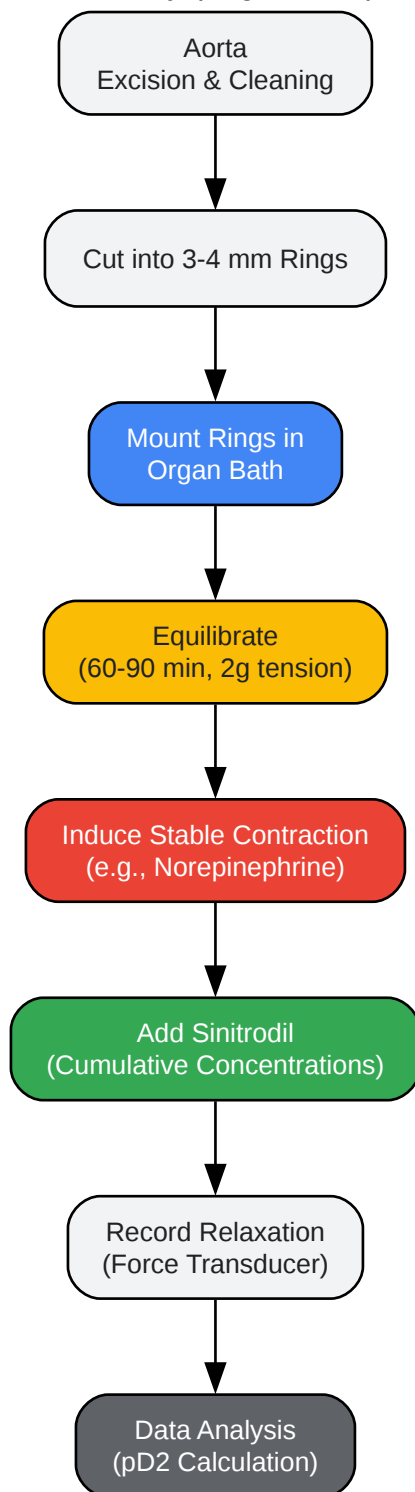 Aorta
Excision & Cleaning
Cut into 3-4 mm Rings
Mount Rings in
Organ Bath
Equilibrate
(60-90 min, 2g tension)
Induce Stable Contraction
(e.g., Norepinephrine)
Add Sinitrodil
(Cumulative Concentrations)
Record Relaxation
(Force Transducer)
Data Analysis
(pD2 Calculation)